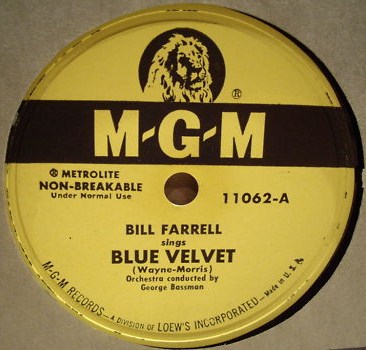 ®
M-G-M
® METROLITE
NON-BREAKABLE
Under Normal Use
11062-A
BILL FARRELL
sings
BLUE VELVET
(Wayne-Morris)
Orchestra conducted by
George Bassman
M-G-M RECORDS — A DIVISION OF LOEW'S INCORPORATED — Made in U.S.A.